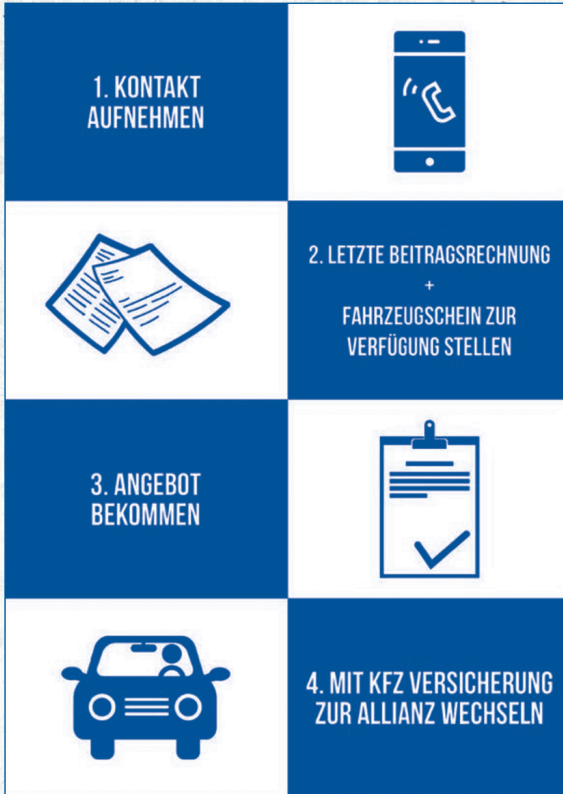 1. KONTAKT
AUFNEHMEN
2. LETZTE BEITRAGSRECHNUNG
+
FAHRZEUGSCHEIN ZUR
VERFÜGUNG STELLEN
3. ANGEBOT
BEKOMMEN
4. MIT KFZ VERSICHERUNG
ZUR ALLIANZ WECHSELN